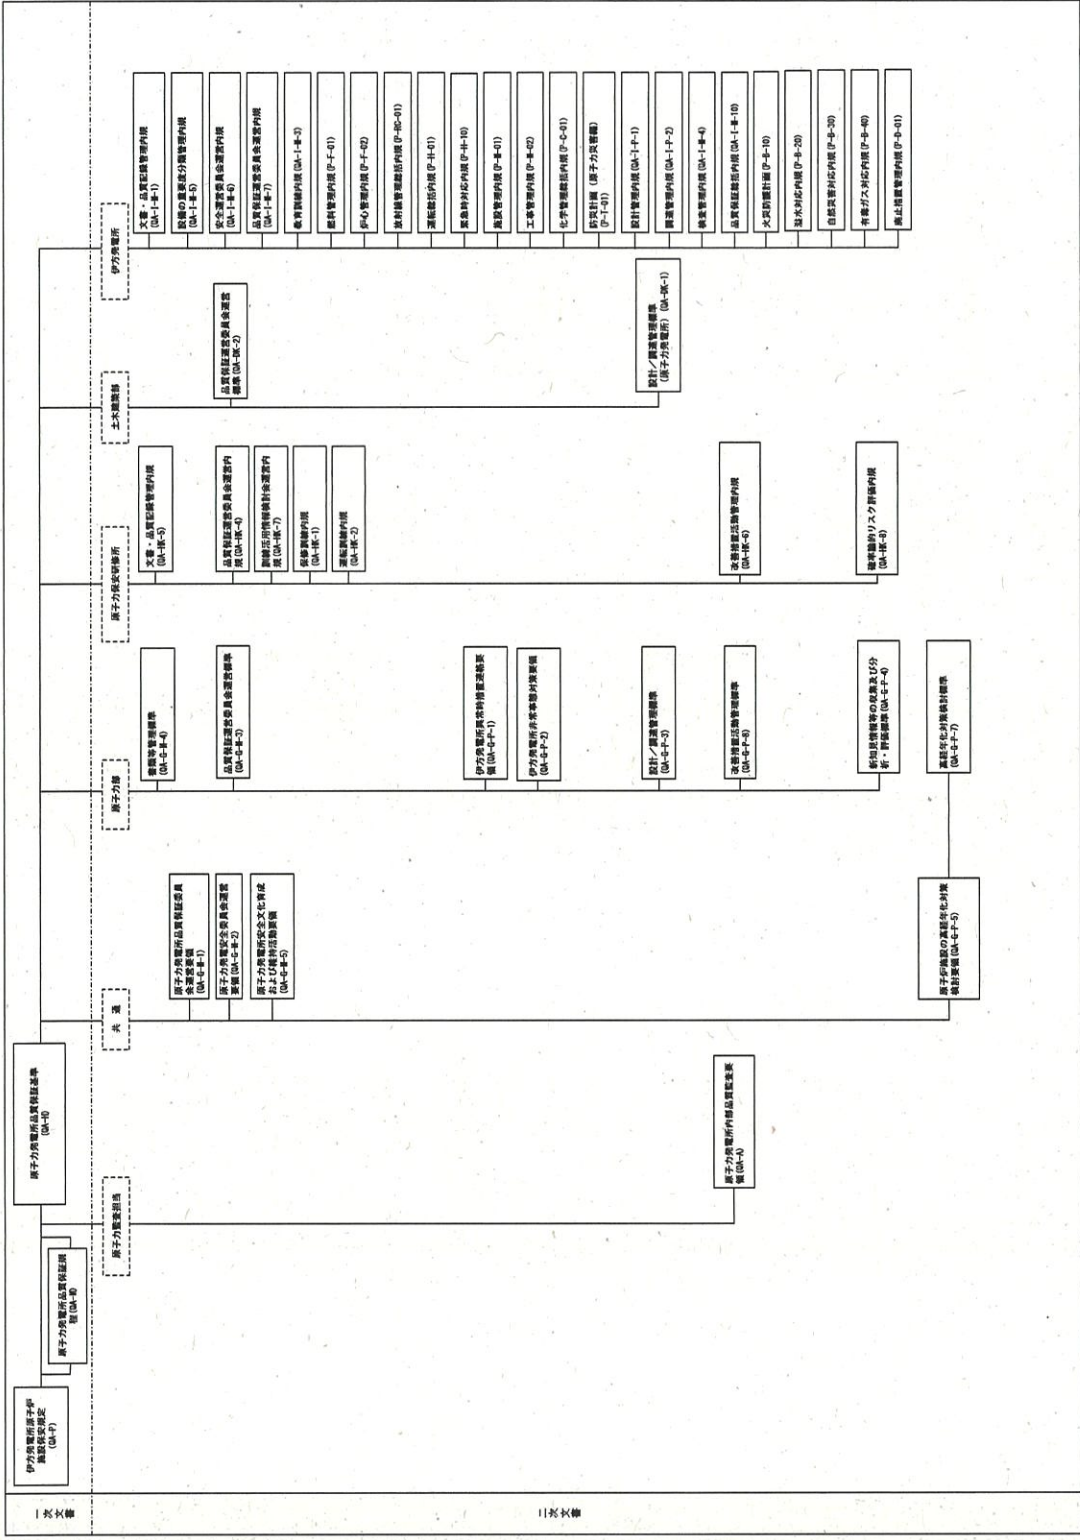 一次文書
伊方発電所原子炉
施設保安規定
(QA-P)
原子力発電所品質保証規
程(QA-M)
原子力発電所品質保証基準
(QA-H)
二次文書
原子力監査担当
原子力発電所内部品質監査要
領(QA-A)
共 通
原子力発電所品質保証委員
会運営要領
(QA-G-M-1)
原子力発電所安全委員会運営
要領(QA-G-M-2)
原子力発電所安全文化育成
および維持活動要領
(QA-G-M-5)
原子炉施設の高経年化対策
検討要領(QA-G-P-5)
原子力部
書類等管理標準
(QA-G-M-4)
品質保証運営委員会運営標準
(QA-G-M-3)
伊方発電所異常時措置連絡要
領(QA-G-P-1)
伊方発電所非常事態対策要領
(QA-G-P-2)
設計/調達管理標準
(QA-G-P-3)
改善措置活動管理標準
(QA-G-P-8)
新知見情報等の収集及び分
析・評価標準(QA-G-P-4)
高経年化対策検討標準
(QA-G-P-7)
原子力保安研修所
文書・品質記録管理内規
(QA-HK-5)
品質保証運営委員会運営内
規(QA-HK-4)
訓練活用情報検討会運営内
規(QA-HK-7)
保修訓練内規
(QA-HK-1)
運転訓練内規
(QA-HK-2)
改善措置活動管理内規
(QA-HK-6)
確率論的リスク評価内規
(QA-HK-8)
土木建築部
品質保証運営委員会運営
標準(QA-DK-2)
設計/調達管理標準
(原子力発電所)(QA-DK-1)
伊方発電所
文書・品質記録管理内規
(QA-I-M-1)
設備の重要度分類管理内規
(QA-I-M-5)
安全運営委員会運営内規
(QA-I-M-6)
品質保証運営委員会運営内規
(QA-I-M-7)
教育訓練内規(QA-I-M-3)
燃料管理内規(P-F-01)
炉心管理内規(P-F-02)
放射線管理総括内規(P-RC-01)
運転総括内規(P-H-01)
緊急時対応内規(P-H-10)
施設管理内規(P-M-01)
工事管理内規(P-M-02)
化学管理総括内規(P-C-01)
防災計画(原子力災害編)
(P-T-01)
設計管理内規(QA-I-P-1)
調達管理内規(QA-I-P-2)
検査管理内規(QA-I-M-4)
品質保証総括内規(QA-I-M-10)
火災防護計画(P-B-10)
溢水対応内規(P-B-20)
自然災害対応内規(P-B-30)
有毒ガス対応内規(P-B-40)
廃止措置管理内規(P-D-01)